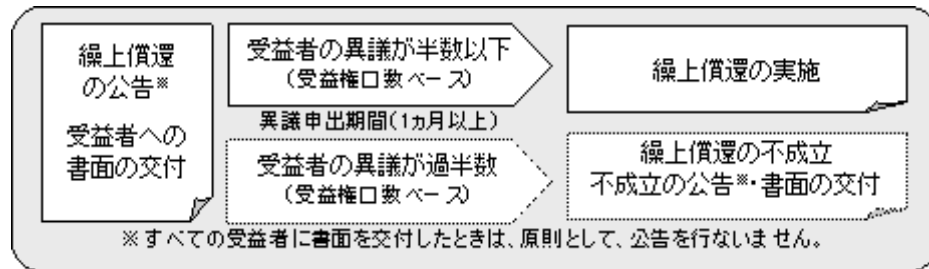 繰上償還
の公告※
受益者への
書面の交付
受益者の異議が半数以下
(受益権口数ベース)
異議申出期間(1ヵ月以上)
受益者の異議が過半数
(受益権口数ベース)
繰上償還の実施
繰上償還の不成立
不成立の公告※・書面の交付
※すべての受益者に書面を交付したときは、原則として、公告を行ないません。